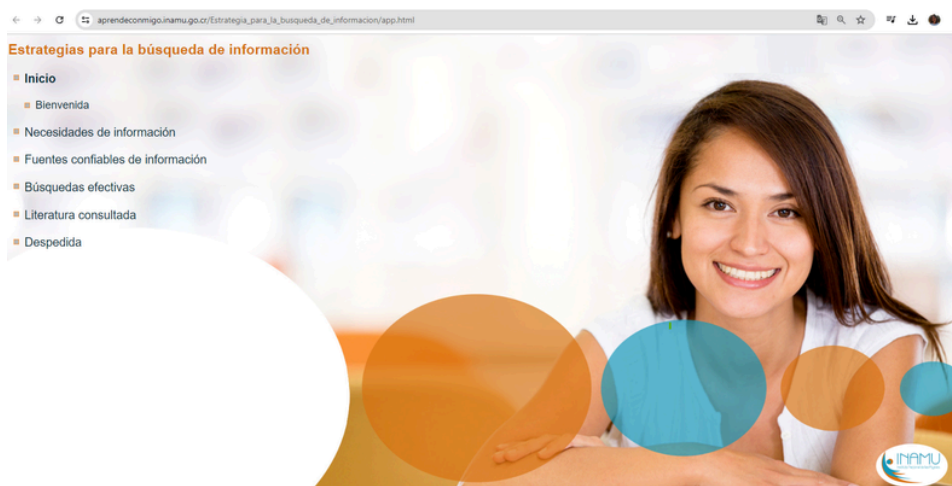 aprendeconmigo.inamu.go.cr/Estrategia_para_la_busqueda_de_informacion/app.html
Estrategias para la búsqueda de información
Inicio
Bienvenida
Necesidades de información
Fuentes confiables de información
Búsquedas efectivas
Literatura consultada
Despedida
INAMU